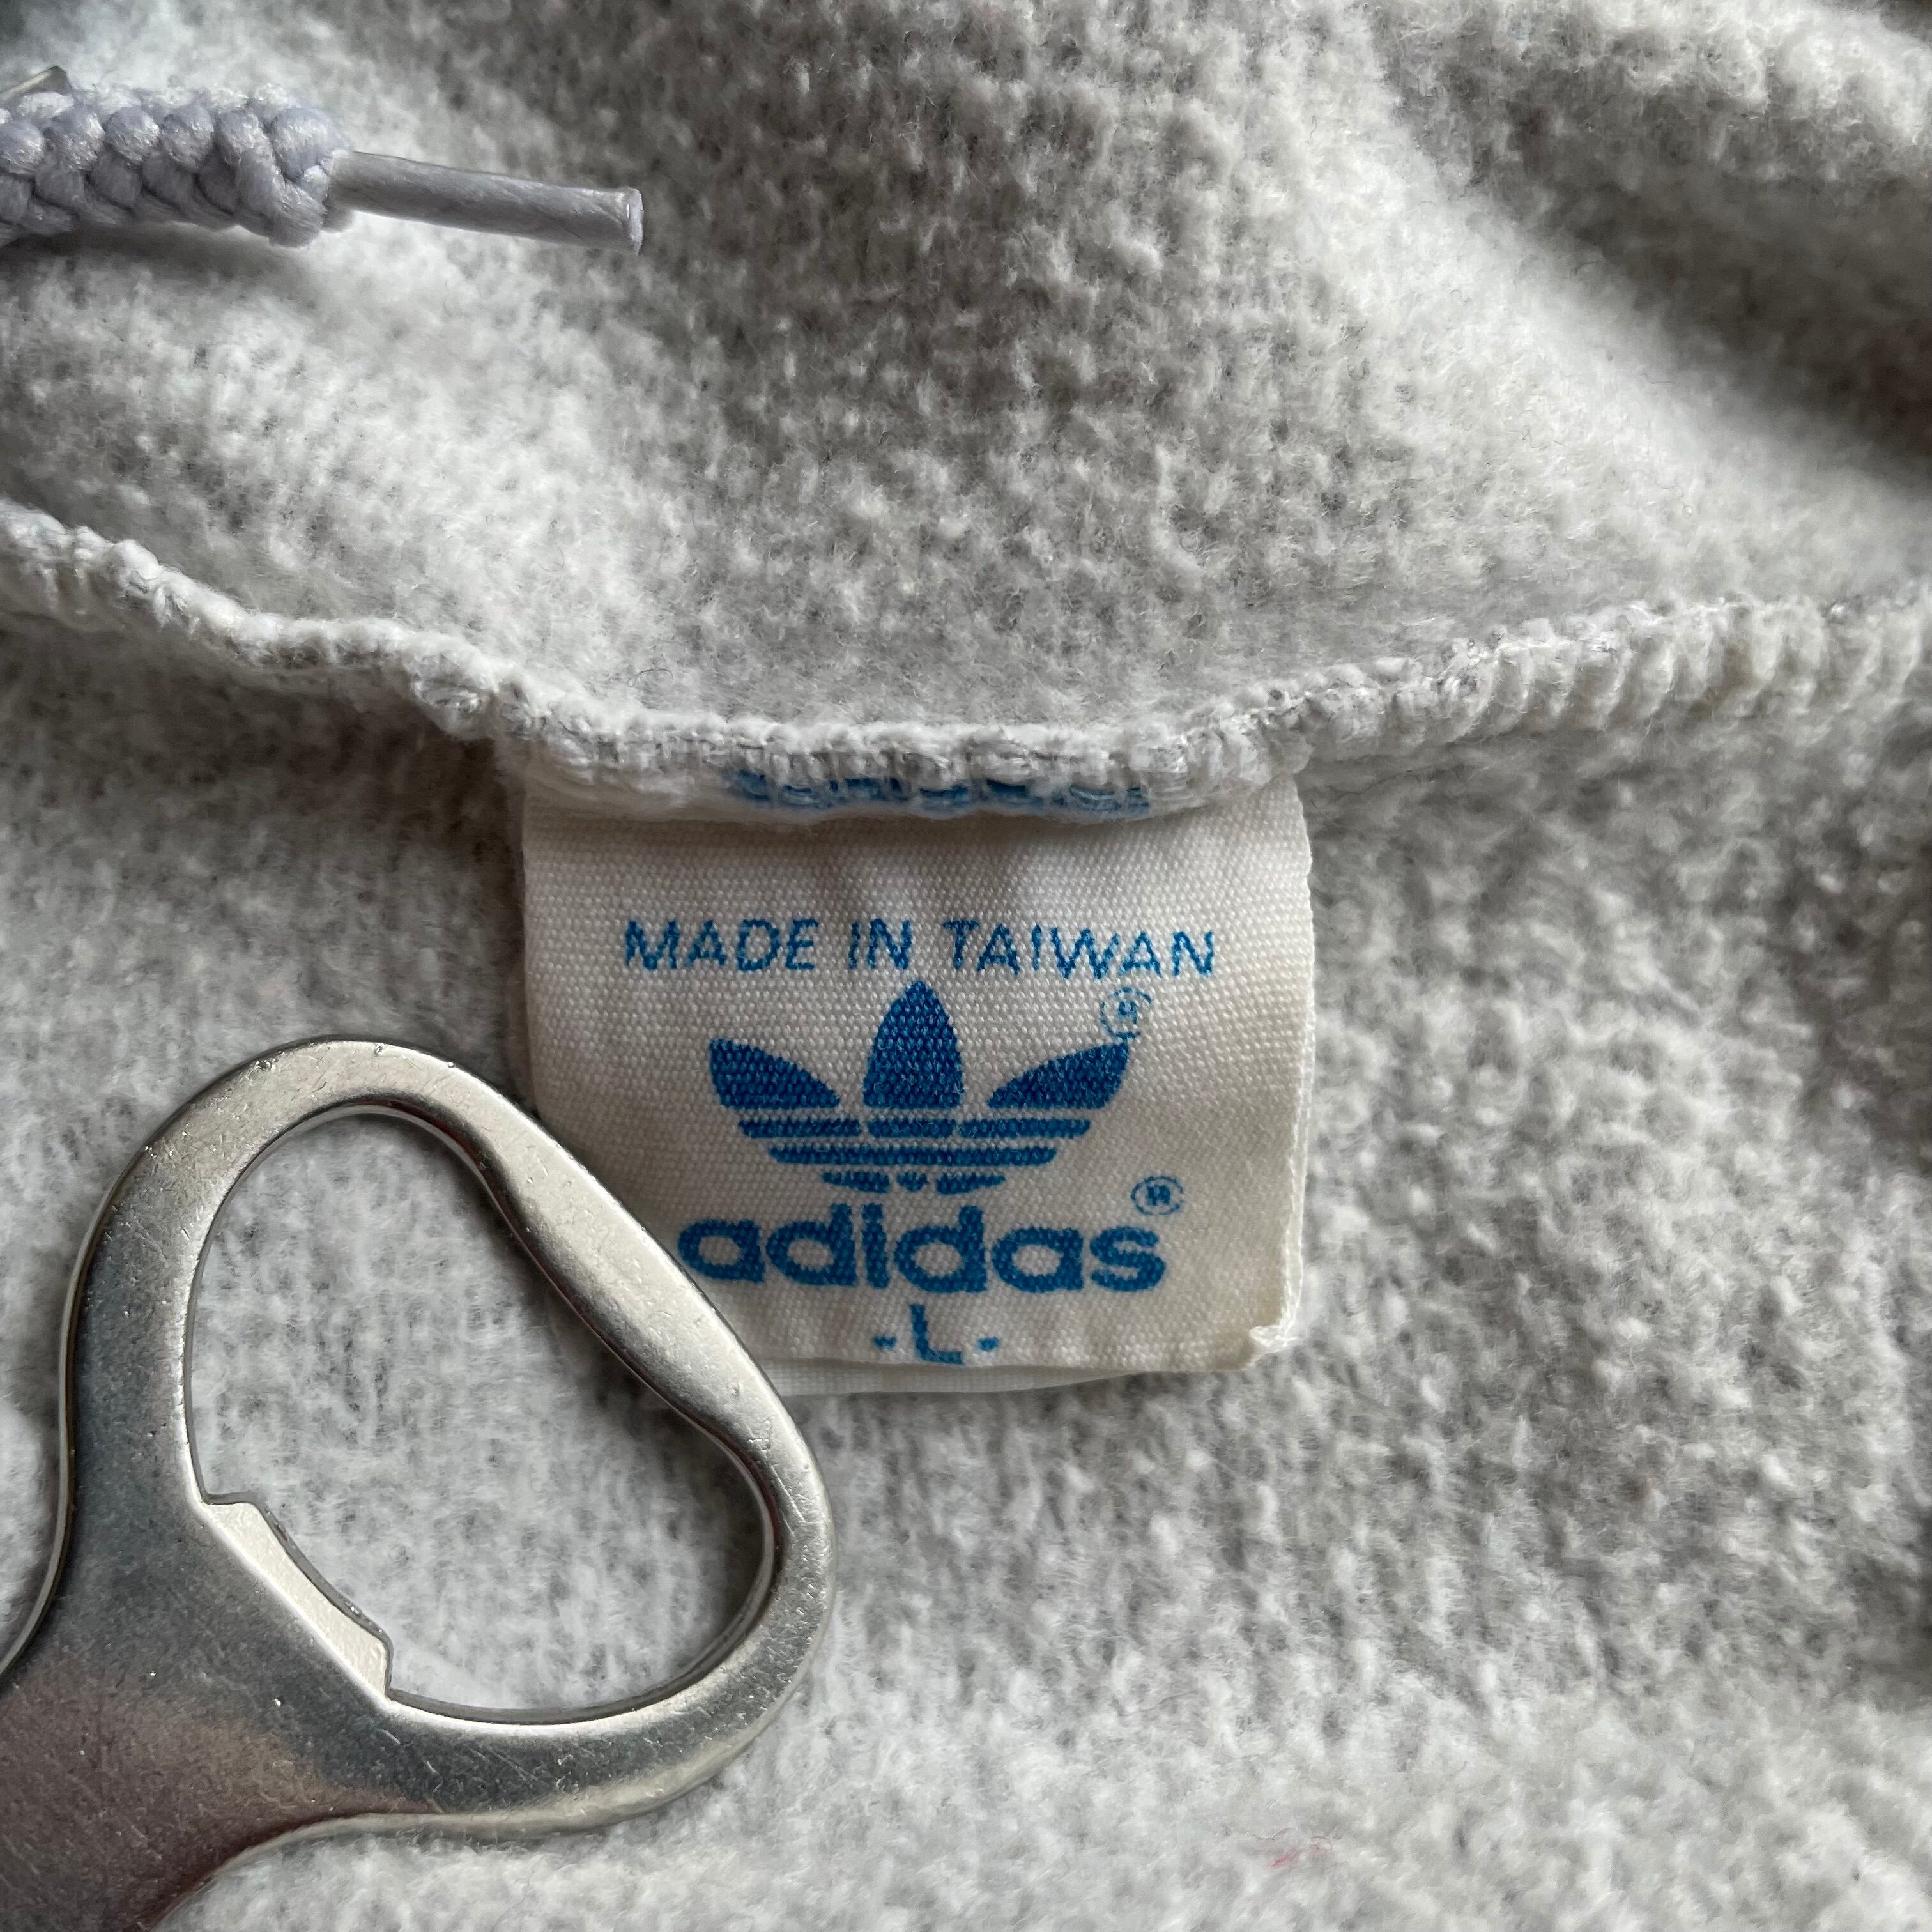 MADE IN TAIWAN
®
adidas®
-L-